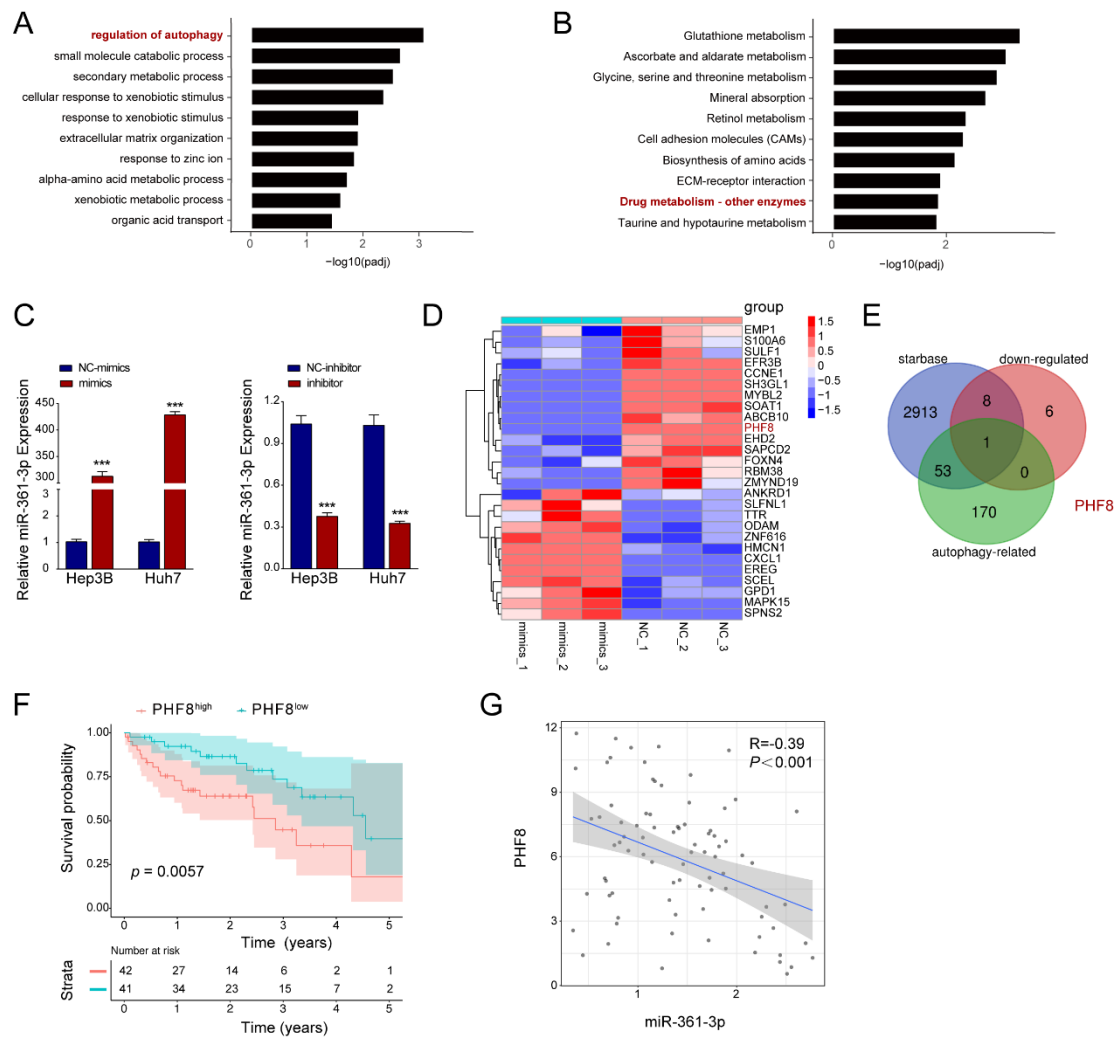 A
regulation of autophagy
small molecule catabolic process
secondary metabolic process
cellular response to xenobiotic stimulus
response to xenobiotic stimulus
extracellular matrix organization
response to zinc ion
alpha-amino acid metabolic process
xenobiotic metabolic process
organic acid transport
0 1 2 3
−log10(padj)
B
Glutathione metabolism
Ascorbate and aldarate metabolism
Glycine, serine and threonine metabolism
Mineral absorption
Retinol metabolism
Cell adhesion molecules (CAMs)
Biosynthesis of amino acids
ECM-receptor interaction
Drug metabolism - other enzymes
Taurine and hypotaurine metabolism
0 2
−log10(padj)
C
NC-mimics
mimics
Relative miR-361-3p Expression
450
400
350
300
2
1
0
***
***
Hep3B Huh7
NC-inhibitor
inhibitor
Relative miR-361-3p Expression
1.2
0.9
0.6
0.3
0.0
***
***
Hep3B Huh7
D
group
EMP1
S100A6
SULF1
EFR3B
CCNE1
SH3GL1
MYBL2
SOAT1
ABCB10
PHF8
EHD2
SAPCD2
FOXN4
RBM38
ZMYND19
ANKRD1
SLFNL1
TTR
ODAM
ZNF616
HMCN1
CXCL1
EREG
SCEL
GPD1
MAPK15
SPNS2
mimics_1
mimics_2
mimics_3
NC_1
NC_2
NC_3
1.5
1
0.5
0
−0.5
−1
−1.5
E
starbase
down-regulated
2913
8
6
1
53
0
170
PHF8
autophagy-related
F
PHF8high PHF8low
Survival probability
1.00
0.75
0.50
0.25
0.00
p = 0.0057
0 1 2 3 4 5
Time (years)
Number at risk
Strata
42 27 14 6 2 1
41 34 23 15 7 2
0 1 2 3 4 5
Time (years)
G
PHF8
12
9
6
3
0
R=-0.39
P<0.001
1 2
miR-361-3p